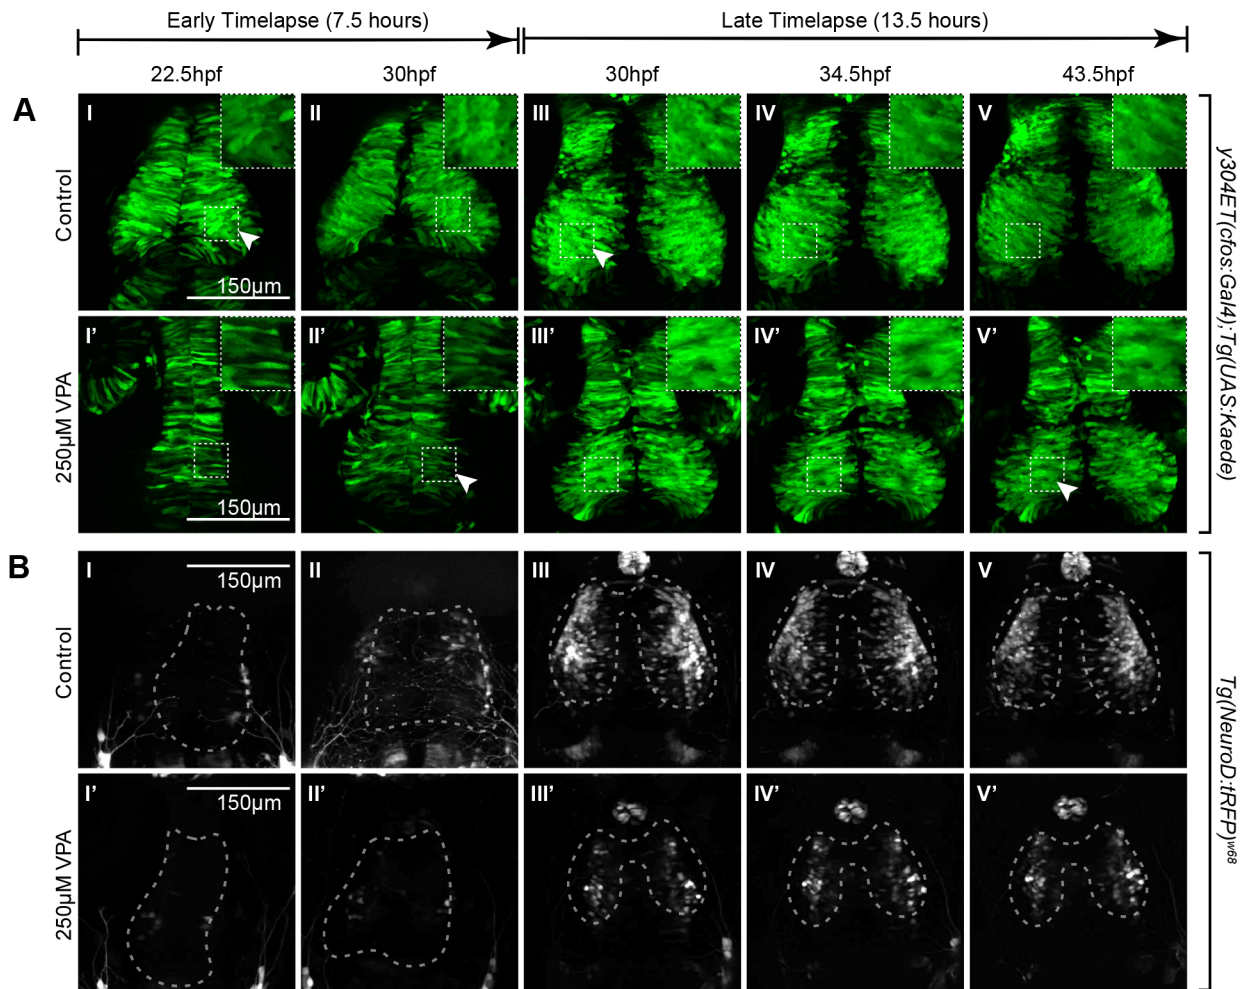 Early Timelapse (7.5 hours)
Late Timelapse (13.5 hours)
22.5hpf
30hpf
30hpf
34.5hpf
43.5hpf
A
Control
I
150µm
II
III
IV
V
250µM VPA
I'
150µm
II'
III'
IV'
V'
y304ET(cfos:Gal4);Tg(UAS:Kaede)
B
Control
I
150µm
II
III
IV
V
250µM VPA
I'
150µm
II'
III'
IV'
V'
Tg(NeuroD:tRFP)w68